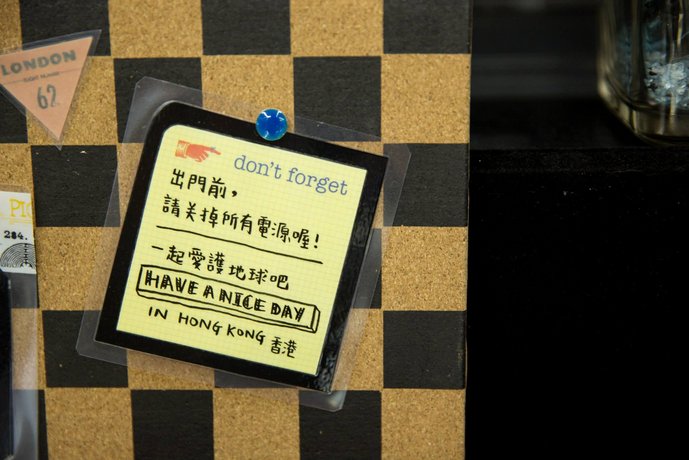 LONDON
62
284.
don't forget
出門前,
請关掉所有電源喔!
一起愛護地球吧
HAVE A NICE DAY
IN HONG KONG 香港